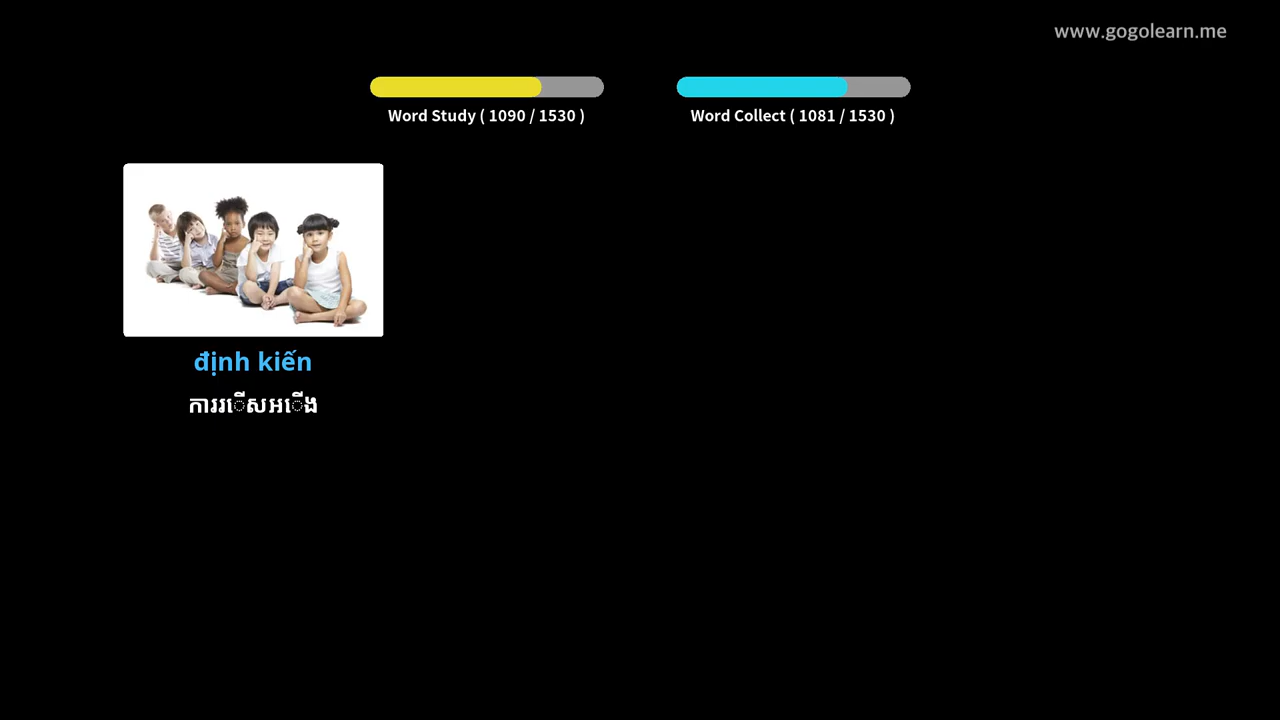 www.gogolearn.me
Word Study ( 1090 / 1530 )
Word Collect ( 1081 / 1530 )
định kiến
ការរើសអើង